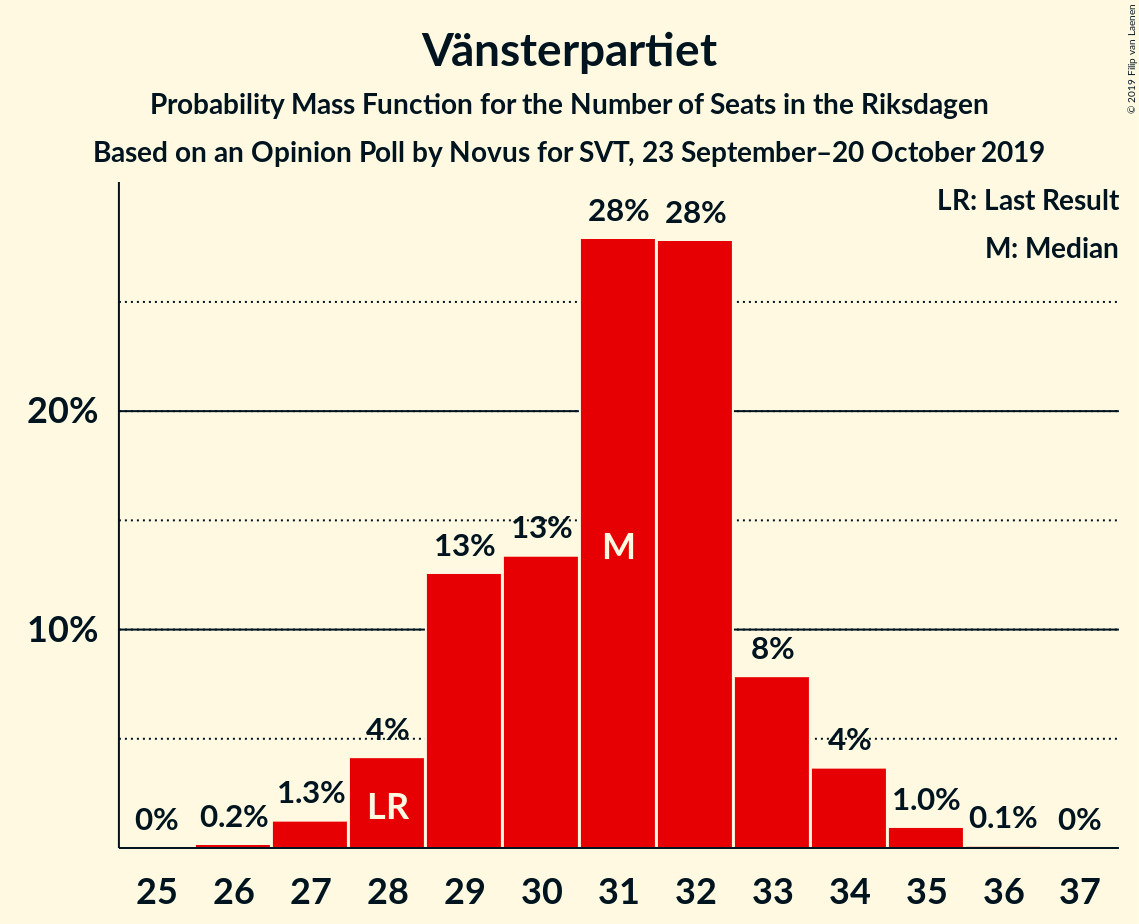 Vänsterpartiet
Probability Mass Function for the Number of Seats in the Riksdagen
Based on an Opinion Poll by Novus for SVT, 23 September–20 October 2019
© 2019 Filip van Laenen
LR: Last Result
M: Median
20%
10%
0%
0.2%
1.3%
4%
13%
13%
28%
28%
8%
4%
1.0%
0.1%
0%
LR
M
25 26 27 28 29 30 31 32 33 34 35 36 37